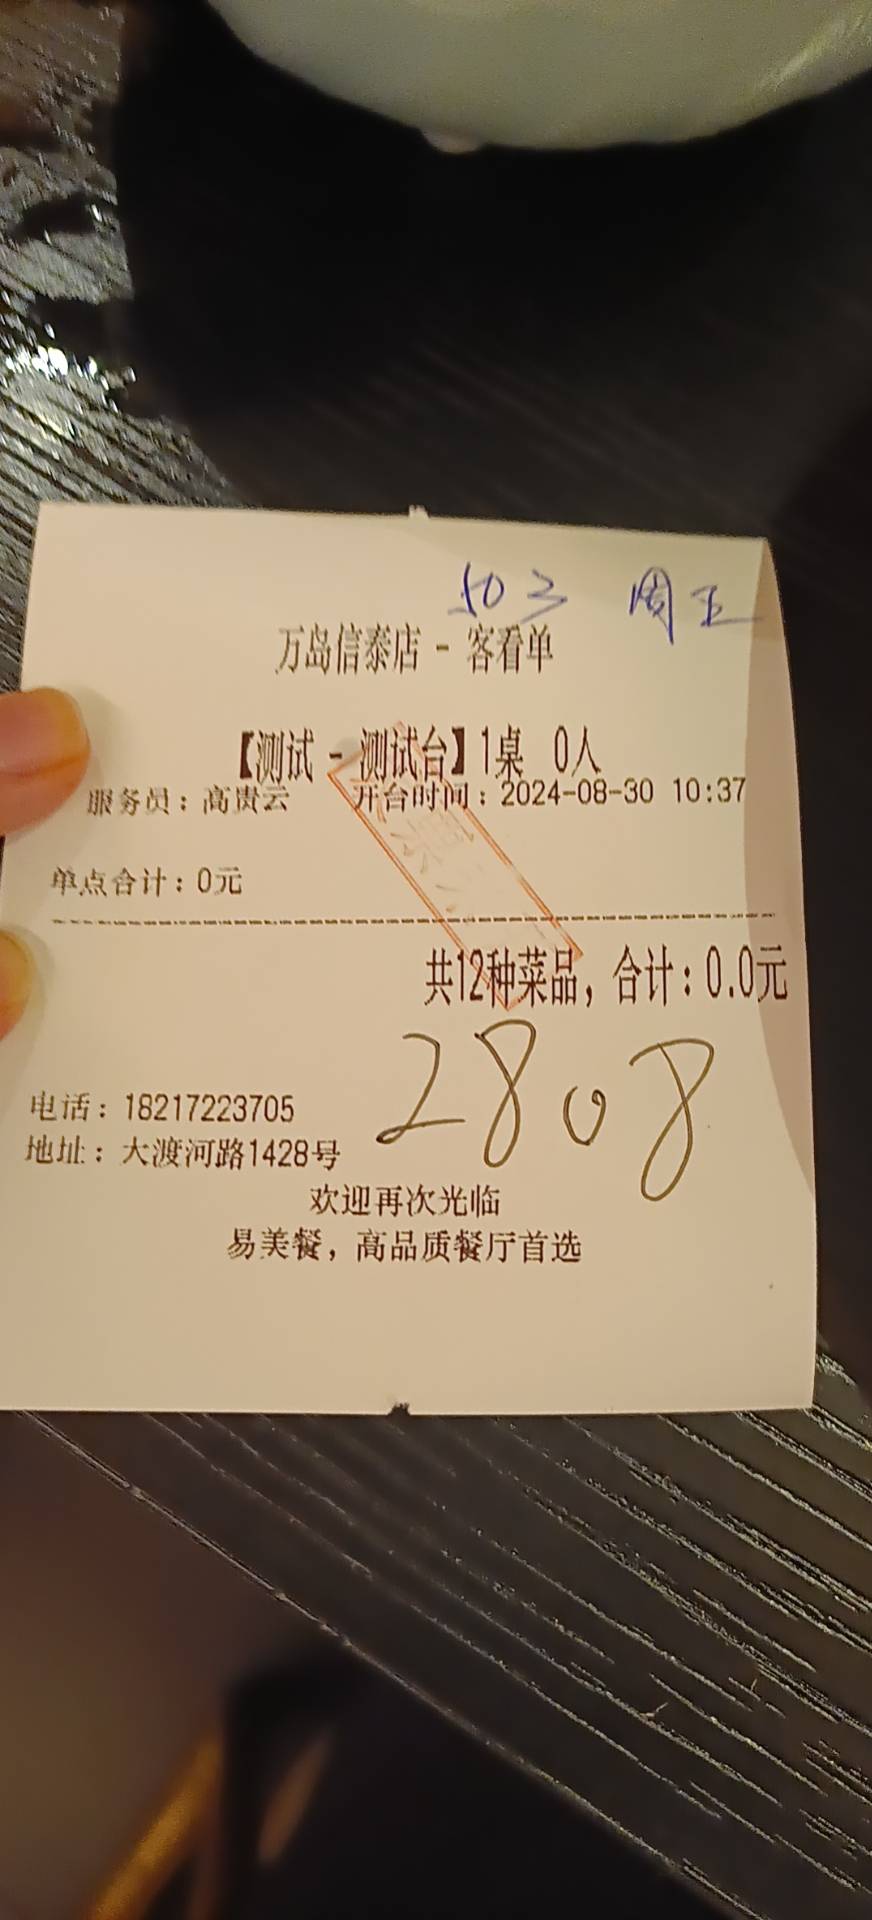 503 周五
万岛信泰店 - 客看单
【测试 - 测试台】1桌 0人
服务员：高贵云 开台时间：2024-08-30 10:37
单点合计：0元
共12种菜品，合计：0.0元
2808
电话：18217223705
地址：大渡河路1428号
欢迎再次光临
易美餐，高品质餐厅首选